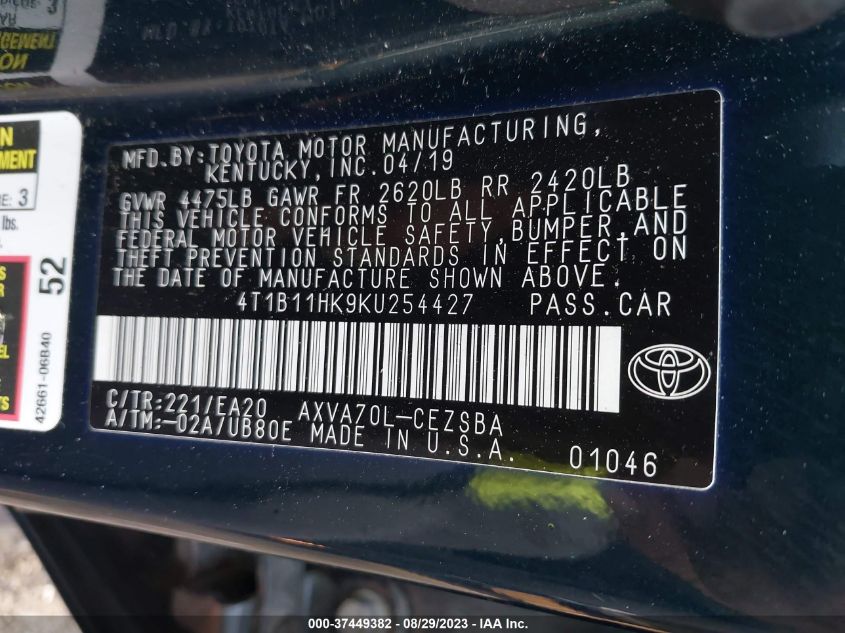 MFD. BY: TOYOTA MOTOR MANUFACTURING,
KENTUCKY, INC. 04/19
GVWR 4475LB GAWR FR 2620LB RR 2420LB
THIS VEHICLE CONFORMS TO ALL APPLICABLE
FEDERAL MOTOR VEHICLE SAFETY, BUMPER, AND
THEFT PREVENTION STANDARDS IN EFFECT ON
THE DATE OF MANUFACTURE SHOWN ABOVE.
4T1B11HK9KU254427 PASS. CAR
C/TR: 221/EA20 AXVA70L-CEZSBA
A/TM: -02A/UB80E MADE IN U.S.A.
01046
3
lbs.
52
42661-06B40
000-37449382 - 08/29/2023 - IAA Inc.